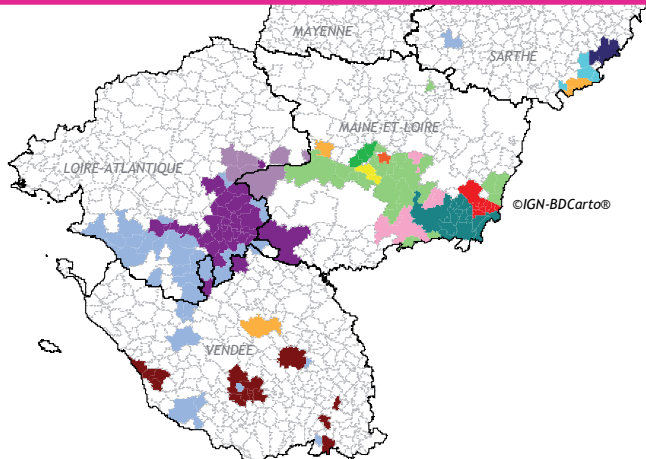 MAYENNE
SARTHE
MAINE-ET-LOIRE
LOIRE-ATLANTIQUE
©IGN-BDCarto®
VENDÉE